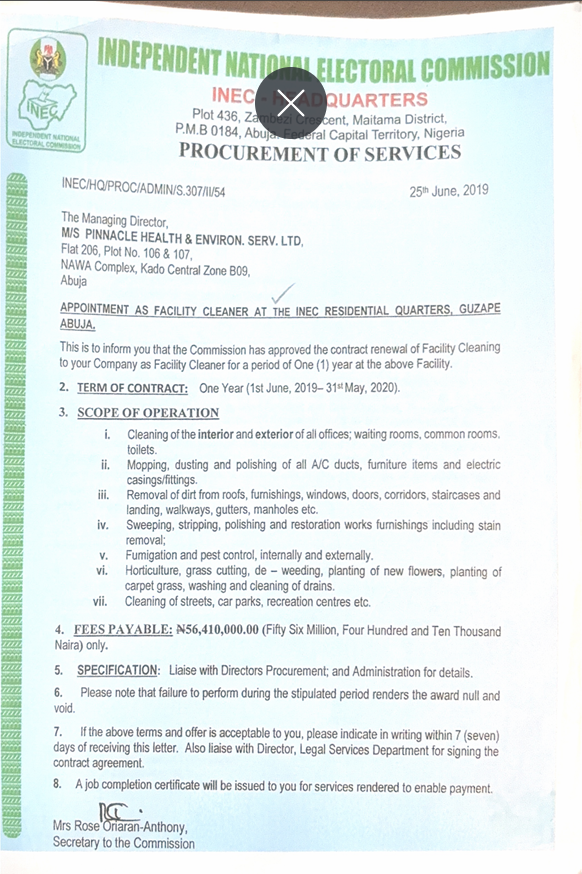 INDEPENDENT NATIONAL ELECTORAL COMMISSION
INEC
INDEPENDENT NATIONAL
ELECTORAL COMMISSION
INEC - HEADQUARTERS
Plot 436, Zambezi Crescent, Maitama District,
P.M.B 0184, Abuja. Federal Capital Territory, Nigeria
PROCUREMENT OF SERVICES
INEC/HQ/PROC/ADMIN/S.307/II/54
25th June, 2019
The Managing Director,
M/S PINNACLE HEALTH & ENVIRON. SERV. LTD,
Flat 206, Plot No. 106 & 107,
NAWA Complex, Kado Central Zone B09,
Abuja
APPOINTMENT AS FACILITY CLEANER AT THE INEC RESIDENTIAL QUARTERS, GUZAPE
ABUJA.
This is to inform you that the Commission has approved the contract renewal of Facility Cleaning
to your Company as Facility Cleaner for a period of One (1) year at the above Facility.
2. TERM OF CONTRACT: One Year (1st June, 2019– 31st May, 2020).
3. SCOPE OF OPERATION
i. Cleaning of the interior and exterior of all offices; waiting rooms, common rooms,
toilets.
ii. Mopping, dusting and polishing of all A/C ducts, furniture items and electric
casings/fittings.
iii. Removal of dirt from roofs, furnishings, windows, doors, corridors, staircases and
landing, walkways, gutters, manholes etc.
iv. Sweeping, stripping, polishing and restoration works furnishings including stain
removal;
v. Fumigation and pest control, internally and externally.
vi. Horticulture, grass cutting, de – weeding, planting of new flowers, planting of
carpet grass, washing and cleaning of drains.
vii. Cleaning of streets, car parks, recreation centres etc.
4. FEES PAYABLE: ₦56,410,000.00 (Fifty Six Million, Four Hundred and Ten Thousand
Naira) only.
5. SPECIFICATION: Liaise with Directors Procurement; and Administration for details.
6. Please note that failure to perform during the stipulated period renders the award null and
void.
7. If the above terms and offer is acceptable to you, please indicate in writing within 7 (seven)
days of receiving this letter. Also liaise with Director, Legal Services Department for signing the
contract agreement.
8. A job completion certificate will be issued to you for services rendered to enable payment.
Mrs Rose Oriaran-Anthony,
Secretary to the Commission